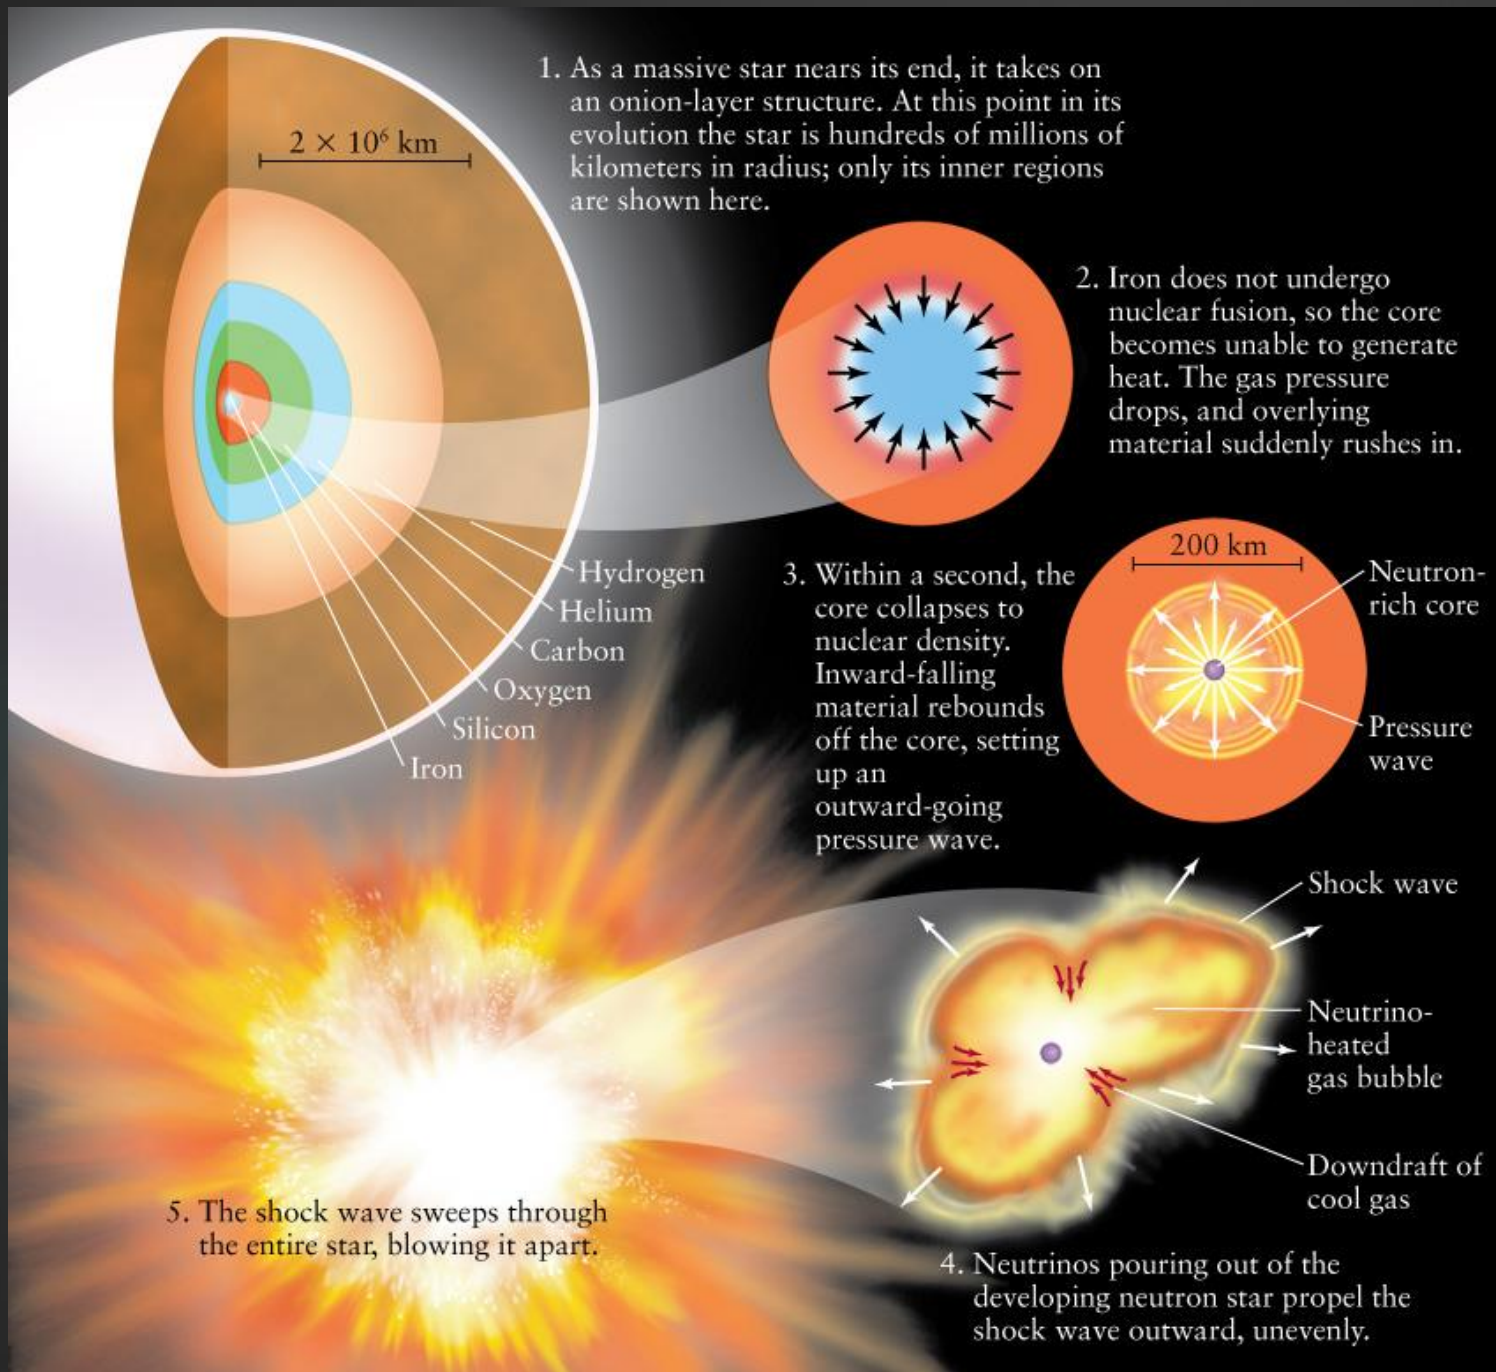 1. As a massive star nears its end, it takes on
an onion-layer structure. At this point in its
evolution the star is hundreds of millions of
kilometers in radius; only its inner regions
are shown here.
2 × 10⁶ km
Hydrogen
Helium
Carbon
Oxygen
Silicon
Iron
2. Iron does not undergo
nuclear fusion, so the core
becomes unable to generate
heat. The gas pressure
drops, and overlying
material suddenly rushes in.
3. Within a second, the
core collapses to
nuclear density.
Inward-falling
material rebounds
off the core, setting
up an
outward-going
pressure wave.
200 km
Neutron-
rich core
Pressure
wave
Shock wave
Neutrino-
heated
gas bubble
Downdraft of
cool gas
4. Neutrinos pouring out of the
developing neutron star propel the
shock wave outward, unevenly.
5. The shock wave sweeps through
the entire star, blowing it apart.